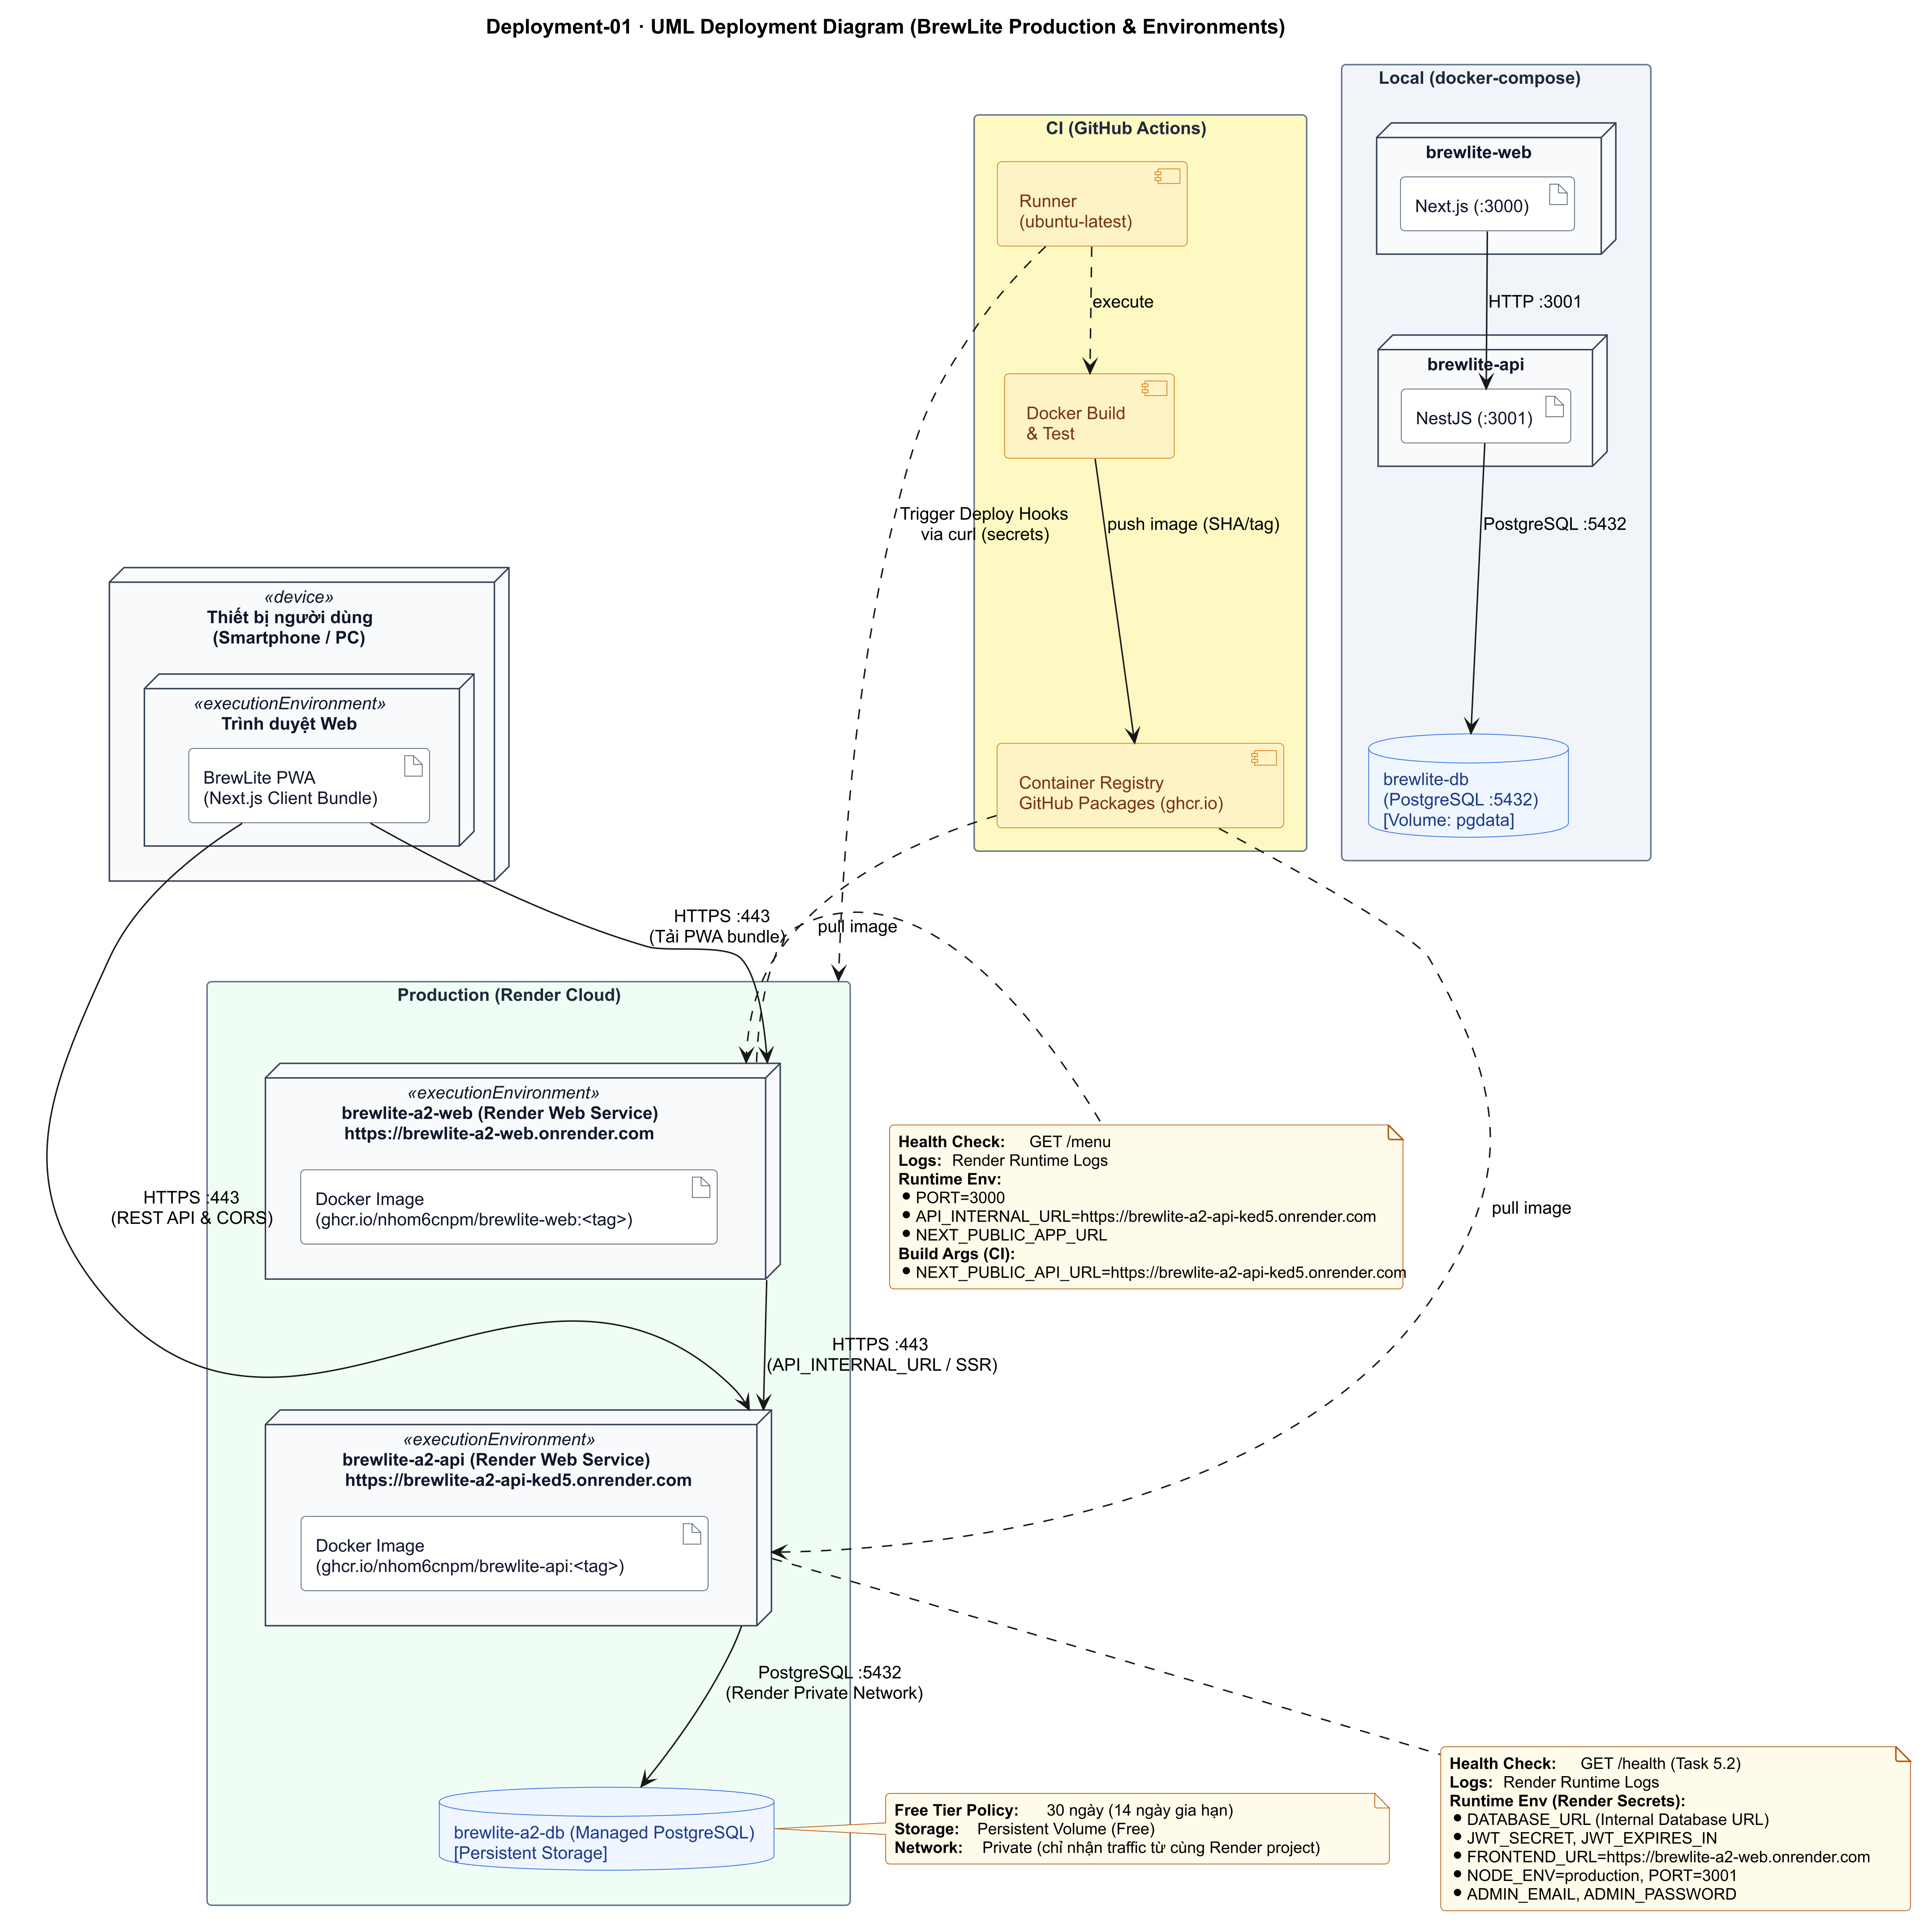 Deployment-01 · UML Deployment Diagram (BrewLite Production & Environments)
Local (docker-compose)
brewlite-web
Next.js (:3000)
HTTP :3001
brewlite-api
NestJS (:3001)
PostgreSQL :5432
brewlite-db
(PostgreSQL :5432)
[Volume: pgdata]
CI (GitHub Actions)
Runner
(ubuntu-latest)
execute
Docker Build
& Test
Trigger Deploy Hooks
via curl (secrets)
push image (SHA/tag)
Container Registry
GitHub Packages (ghcr.io)
«device»
Thiết bị người dùng
(Smartphone / PC)
«executionEnvironment»
Trình duyệt Web
BrewLite PWA
(Next.js Client Bundle)
HTTPS :443
(Tải PWA bundle)
pull image
Production (Render Cloud)
«executionEnvironment»
brewlite-a2-web (Render Web Service)
https://brewlite-a2-web.onrender.com
Docker Image
(ghcr.io/nhom6cnpm/brewlite-web:<tag>)
HTTPS :443
(REST API & CORS)
Health Check: GET /menu
Logs: Render Runtime Logs
Runtime Env:
• PORT=3000
• API_INTERNAL_URL=https://brewlite-a2-api-ked5.onrender.com
• NEXT_PUBLIC_APP_URL
Build Args (CI):
• NEXT_PUBLIC_API_URL=https://brewlite-a2-api-ked5.onrender.com
pull image
HTTPS :443
(API_INTERNAL_URL / SSR)
«executionEnvironment»
brewlite-a2-api (Render Web Service)
https://brewlite-a2-api-ked5.onrender.com
Docker Image
(ghcr.io/nhom6cnpm/brewlite-api:<tag>)
PostgreSQL :5432
(Render Private Network)
brewlite-a2-db (Managed PostgreSQL)
[Persistent Storage]
Free Tier Policy: 30 ngày (14 ngày gia hạn)
Storage: Persistent Volume (Free)
Network: Private (chỉ nhận traffic từ cùng Render project)
Health Check: GET /health (Task 5.2)
Logs: Render Runtime Logs
Runtime Env (Render Secrets):
• DATABASE_URL (Internal Database URL)
• JWT_SECRET, JWT_EXPIRES_IN
• FRONTEND_URL=https://brewlite-a2-web.onrender.com
• NODE_ENV=production, PORT=3001
• ADMIN_EMAIL, ADMIN_PASSWORD